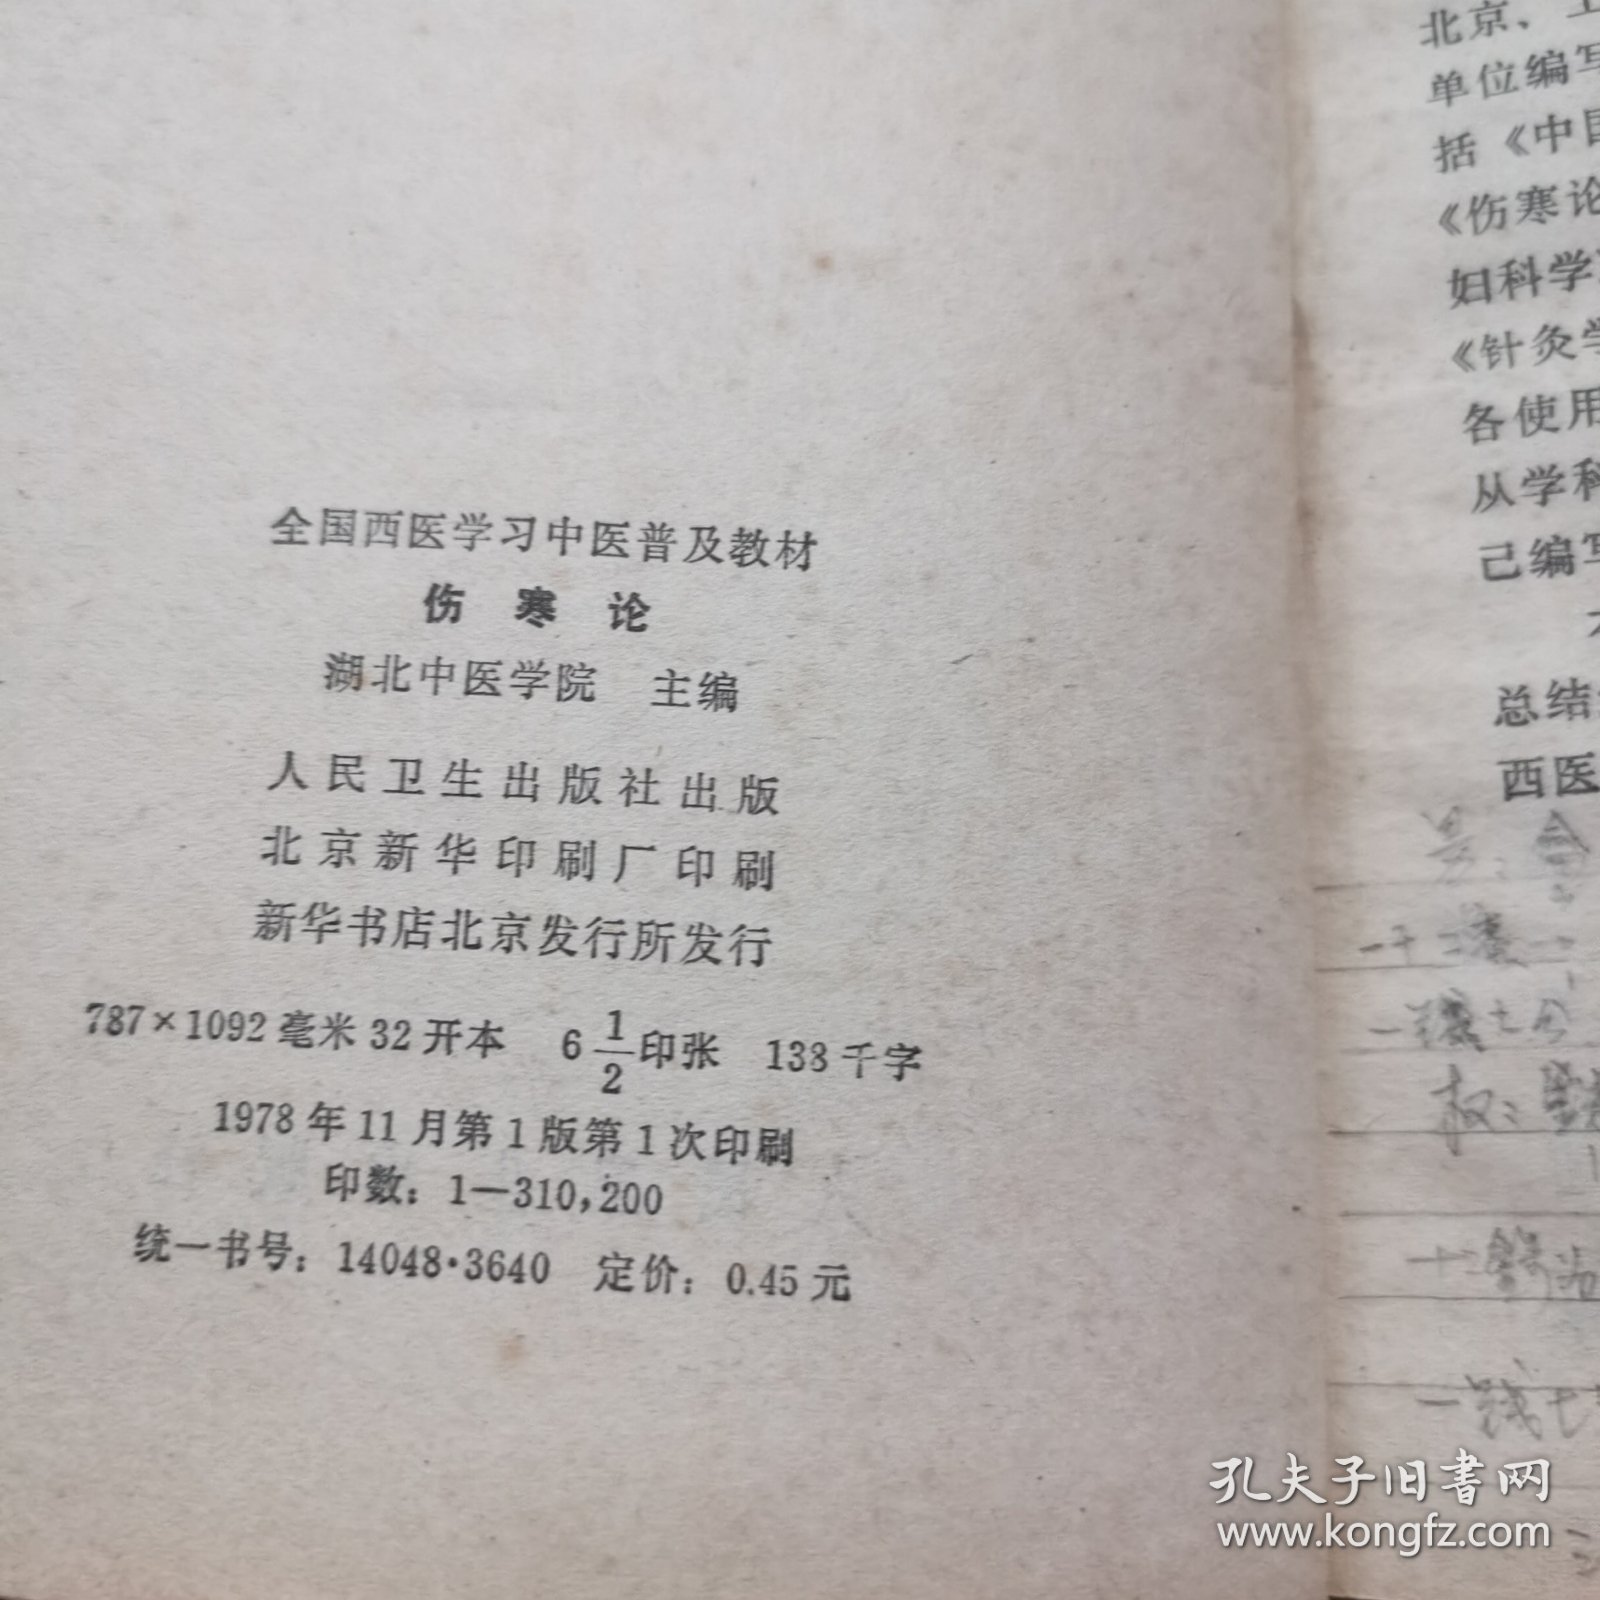 全国西医学习中医普及教材
伤寒论
湖北中医学院 主编
人民卫生出版社出版
北京新华印刷厂印刷
新华书店北京发行所发行
787×1092毫米32开本 6 1/2印张 138千字
1978年11月第1版第1次印刷
印数：1—310,200
统一书号：14048·3640 定价：0.45元
北京、
单位编写
括《中国
《伤寒论
妇科学
《针灸学
各使用
从学科
己编写
总结
西医
孔夫子旧书网
www.kongfz.com